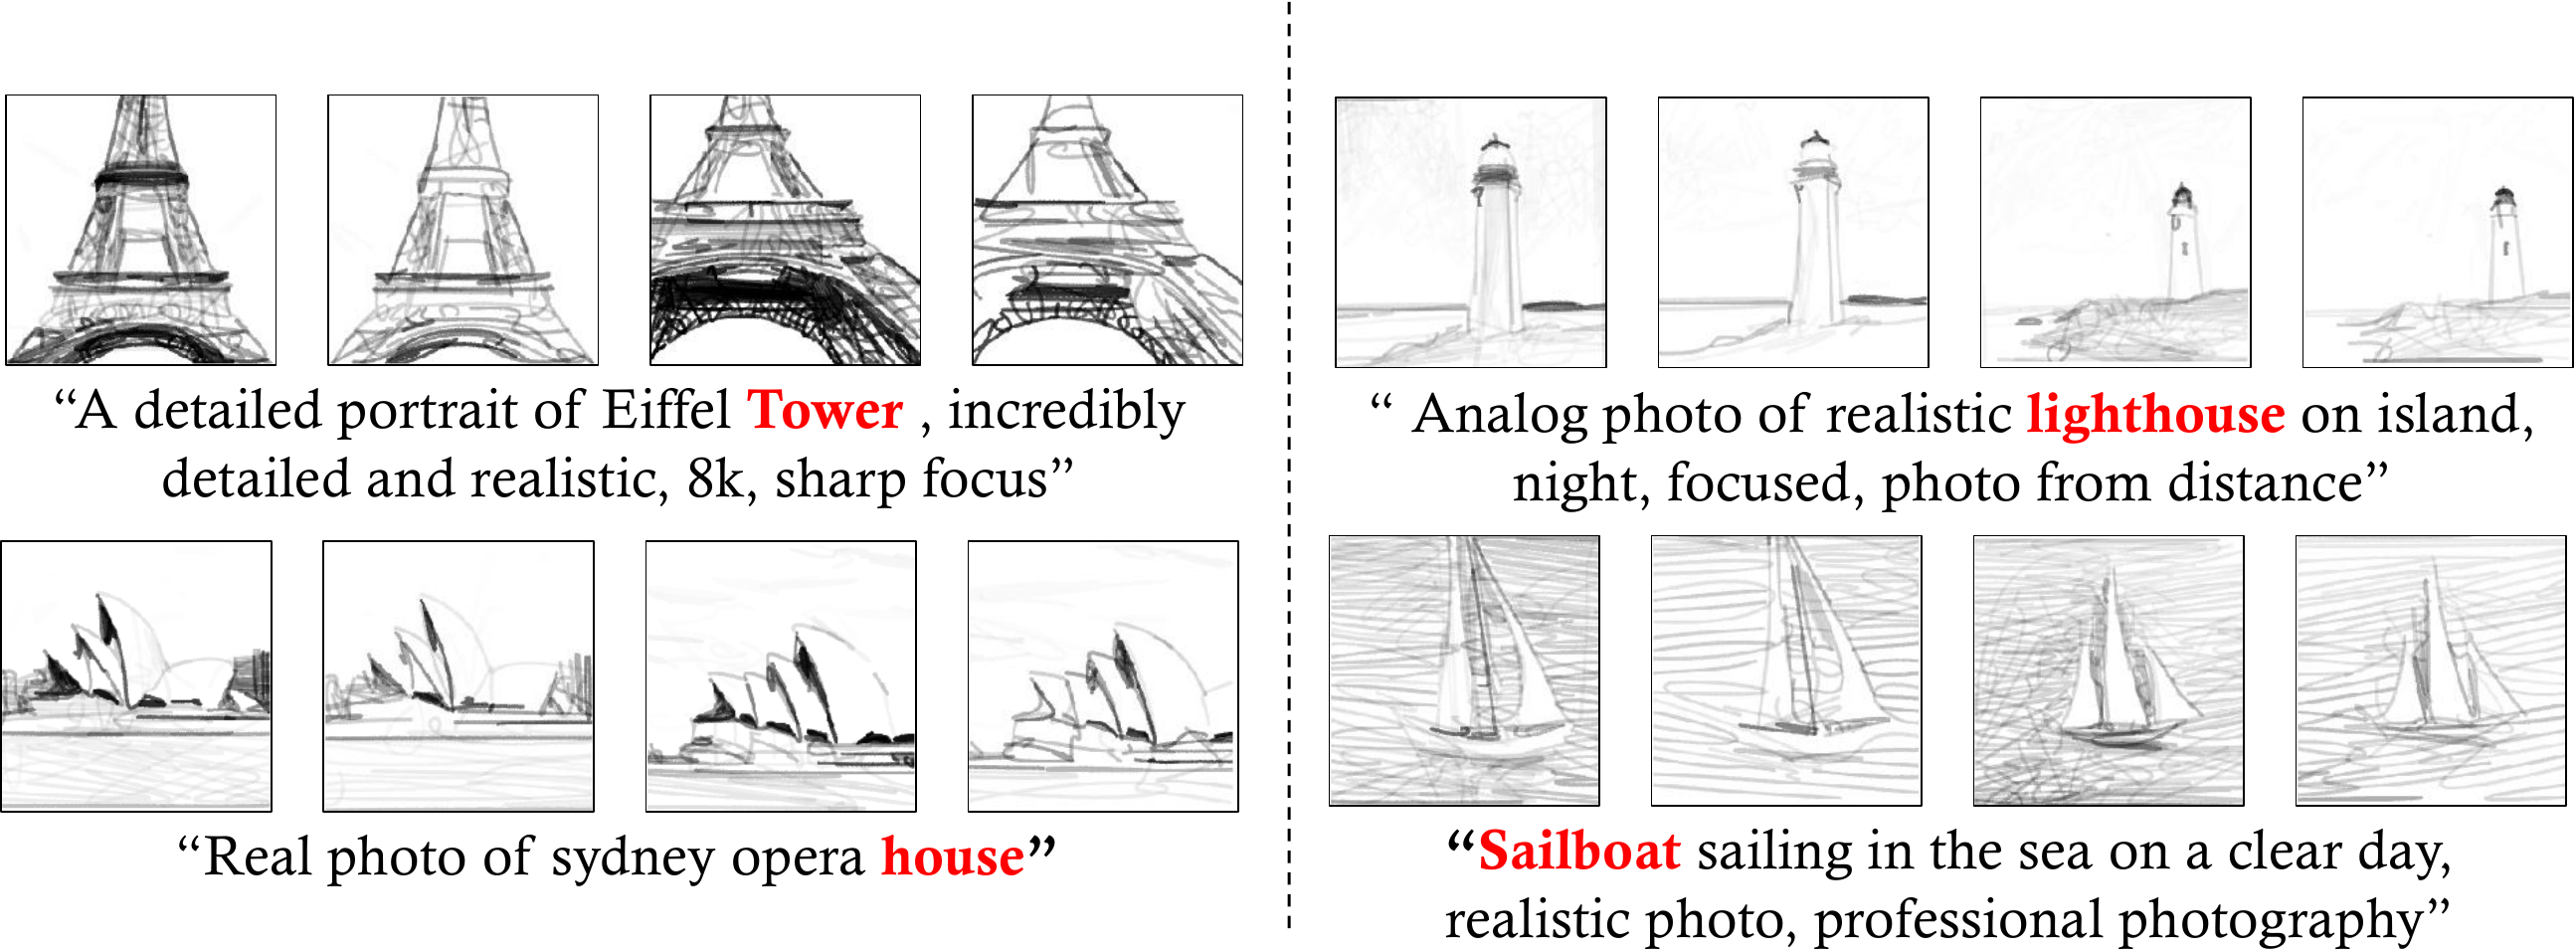 “A detailed portrait of Eiffel Tower , incredibly
detailed and realistic, 8k, sharp focus”
“Real photo of sydney opera house”
“ Analog photo of realistic lighthouse on island,
night, focused, photo from distance”
“Sailboat sailing in the sea on a clear day,
realistic photo, professional photography”